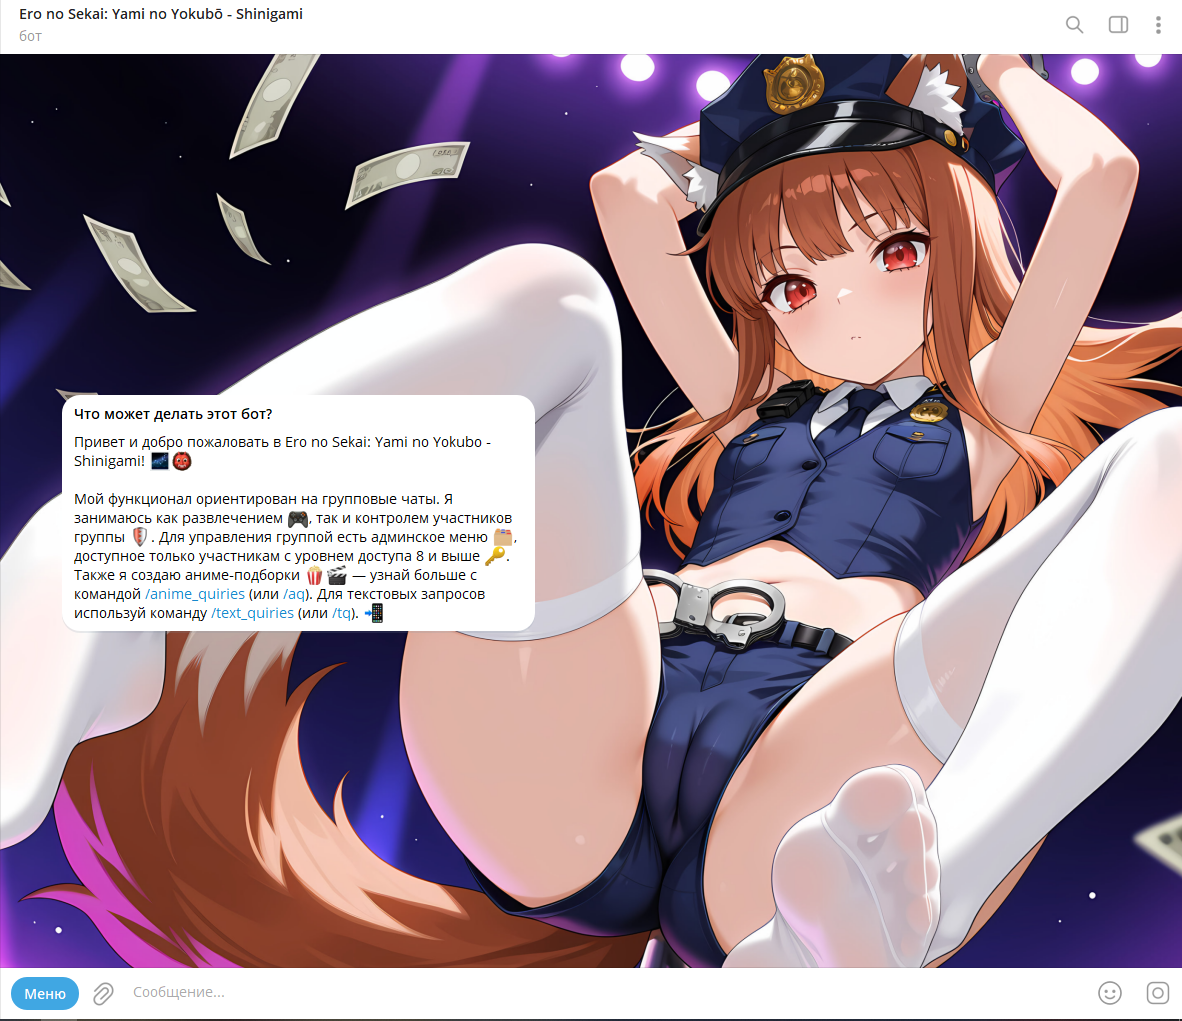 Ero no Sekai: Yami no Yokubō - Shinigami
бот
Что может делать этот бот?
Привет и добро пожаловать в Ero no Sekai: Yami no Yokubo -
Shinigami! 🌌👹
Мой функционал ориентирован на групповые чаты. Я
занимаюсь как развлечением 🎮, так и контролем участников
группы 🛡️. Для управления группой есть админское меню 🗂️,
доступное только участникам с уровнем доступа 8 и выше 🔑.
Также я создаю аниме-подборки 🍿🎬 — узнай больше с
командой /anime_quiries (или /aq). Для текстовых запросов
используй команду /text_quiries (или /tq). 📲
Меню
Сообщение...